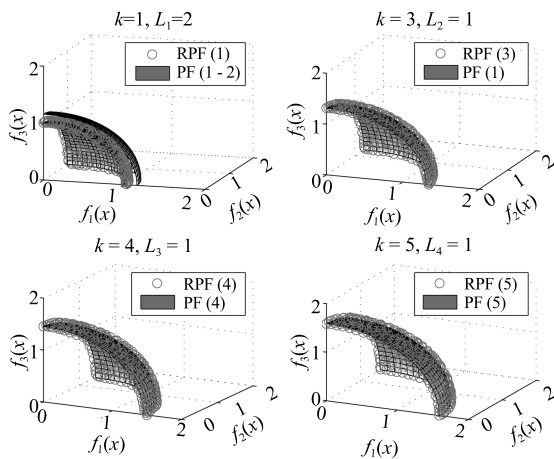 k=1, L1=2
RPF (1)
PF (1 - 2)
f3(x)
2
1
0
0
1
2
f1(x)
0
1
2
f2(x)
k = 3, L2 = 1
RPF (3)
PF (1)
f3(x)
2
1
0
0
1
2
f1(x)
0
1
2
f2(x)
k = 4, L3 = 1
RPF (4)
PF (4)
f3(x)
2
1
0
0
1
2
f1(x)
0
1
2
f2(x)
k = 5, L4 = 1
RPF (5)
PF (5)
f3(x)
2
1
0
0
1
2
f1(x)
0
1
2
f2(x)